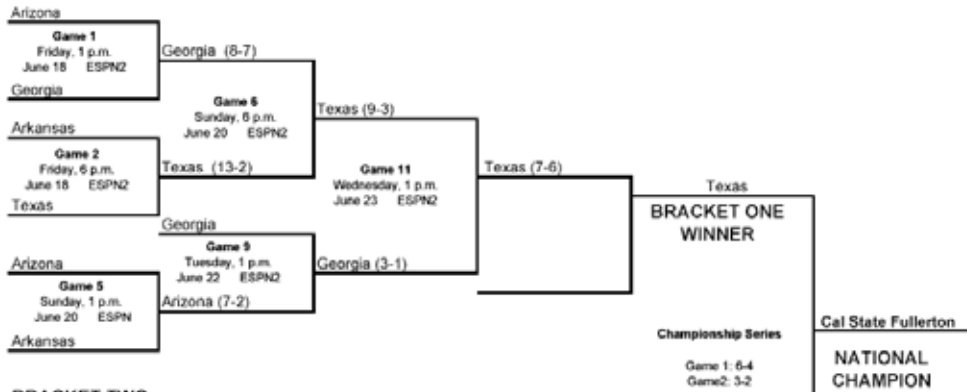 Arizona
Game 1
Friday, 1 p.m.
June 18 ESPN2
Georgia
Georgia (8-7)
Arkansas
Game 2
Friday, 6 p.m.
June 18 ESPN2
Texas
Texas (13-2)
Game 6
Sunday, 6 p.m.
June 20 ESPN2
Texas (9-3)
Arizona
Game 5
Sunday, 1 p.m.
June 20 ESPN
Arkansas
Georgia
Game 9
Tuesday, 1 p.m.
June 22 ESPN2
Arizona (7-2)
Georgia (3-1)
Game 11
Wednesday, 1 p.m.
June 23 ESPN2
Texas (7-6)
Texas
BRACKET ONE
WINNER
Championship Series
Game 1: 6-4
Game2: 3-2
Cal State Fullerton
NATIONAL
CHAMPION